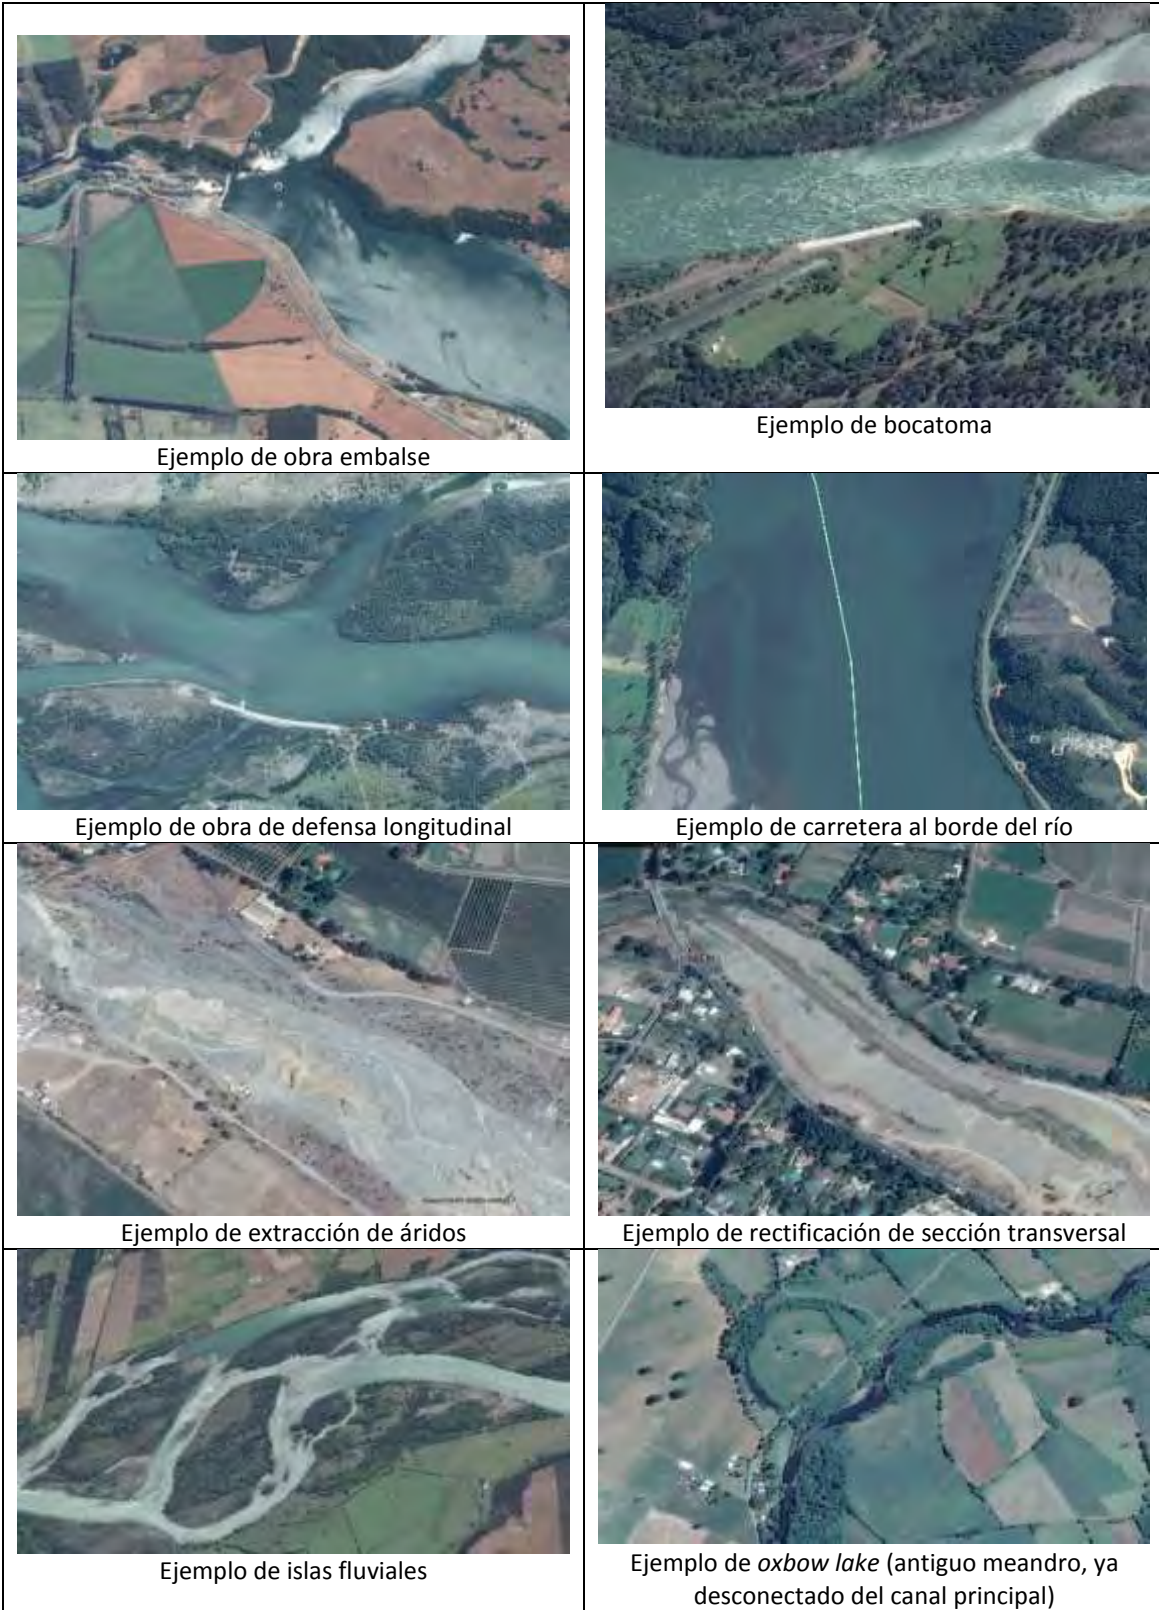 Ejemplo de obra embalse
Ejemplo de bocatoma
Ejemplo de obra de defensa longitudinal
Ejemplo de carretera al borde del río
Ejemplo de extracción de áridos
Ejemplo de rectificación de sección transversal
Ejemplo de islas fluviales
Ejemplo de oxbow lake (antiguo meandro, ya
desconectado del canal principal)